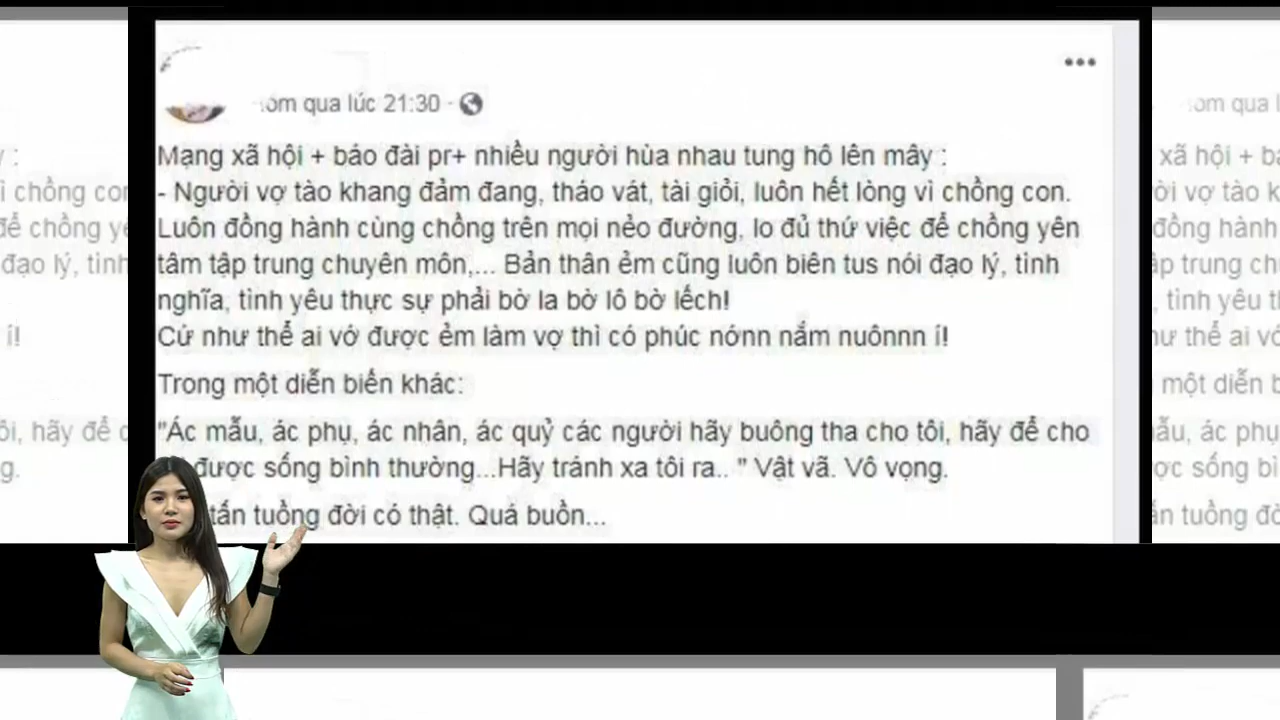 hôm qua lúc 21:30 ·
Mạng xã hội + báo đài pr+ nhiều người hùa nhau tung hô lên mây :
- Người vợ tào khang đảm đang, tháo vát, tài giỏi, luôn hết lòng vì chồng con.
Luôn đồng hành cùng chồng trên mọi nẻo đường, lo đủ thứ việc để chồng yên
tâm tập trung chuyên môn,... Bản thân ẻm cũng luôn biên tus nói đạo lý, tình
nghĩa, tình yêu thực sự phải bờ la bờ lô bờ lếch!
Cứ như thể ai vớ được ẻm làm vợ thì có phúc nớnn nắm nuônnn í!
Trong một diễn biến khác:
"Ác mẫu, ác phụ, ác nhân, ác quỷ các người hãy buông tha cho tôi, hãy để cho
được sống bình thường...Hãy tránh xa tôi ra.. " Vật vã. Vô vọng.
tấn tuồng đời có thật. Quá buồn...